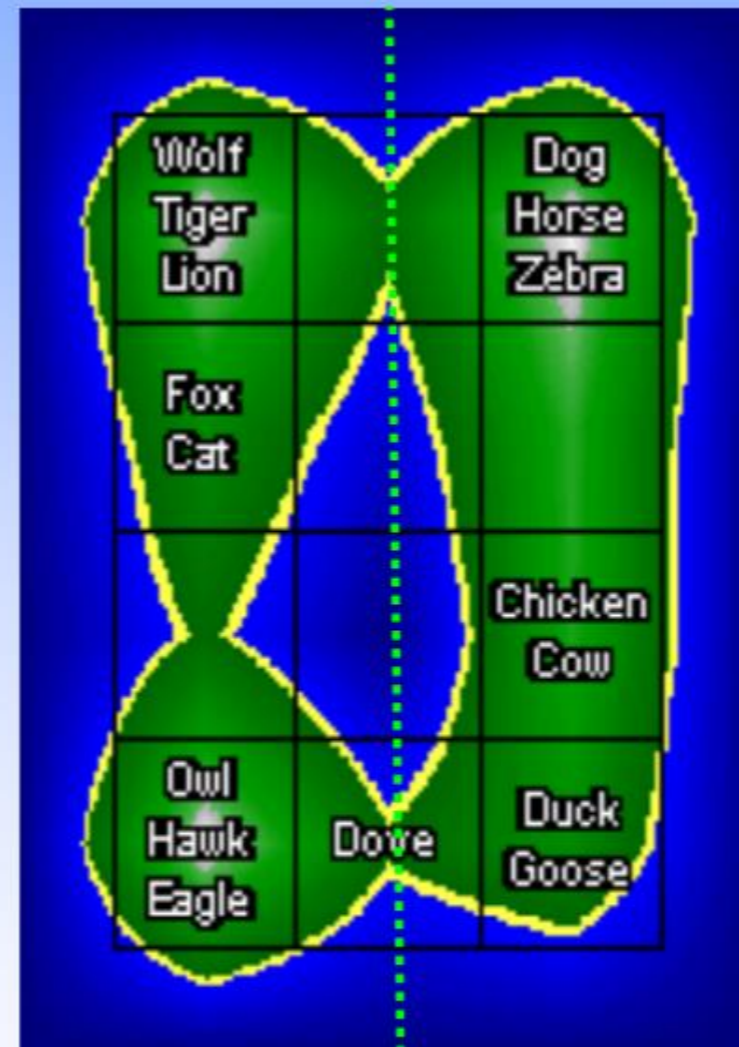 Wolf
Tiger
Lion
Dog
Horse
Zebra
Fox
Cat
Chicken
Cow
Owl
Hawk
Eagle
Dove
Duck
Goose